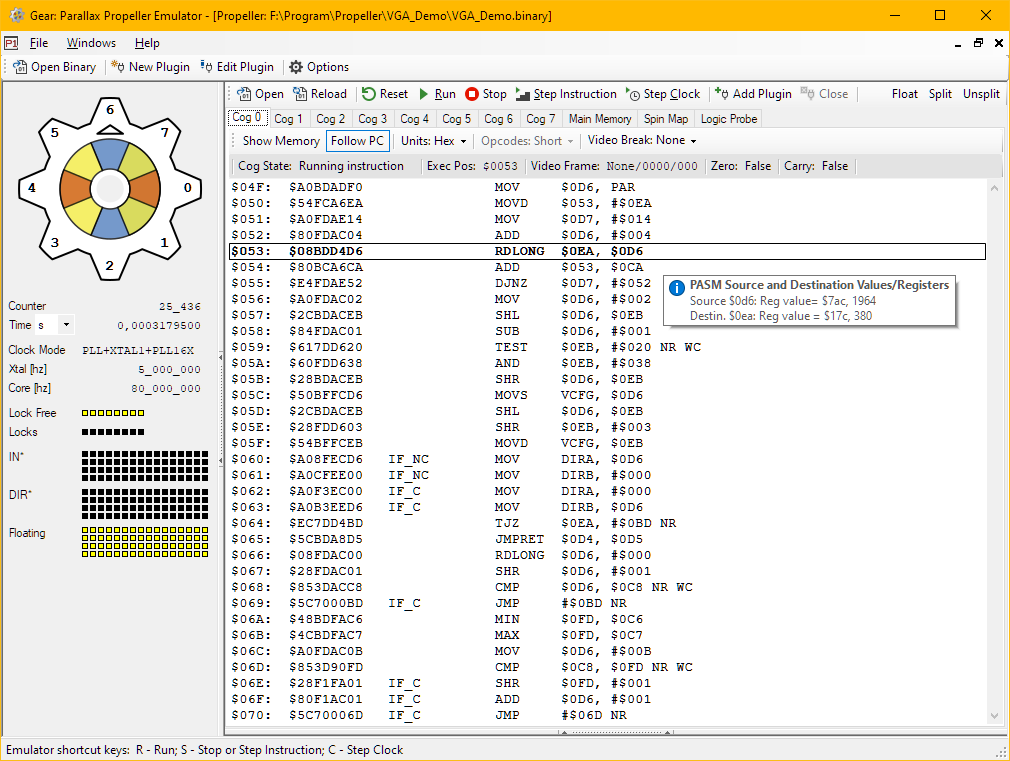 Gear: Parallax Propeller Emulator - [Propeller: F:\Program\Propeller\VGA_Demo\VGA_Demo.binary]
P1 File Windows Help
Open Binary New Plugin Edit Plugin Options
Open Reload Reset Run Stop Step Instruction Step Clock Add Plugin Close Float Split Unsplit
Cog 0 Cog 1 Cog 2 Cog 3 Cog 4 Cog 5 Cog 6 Cog 7 Main Memory Spin Map Logic Probe
Show Memory Follow PC Units: Hex Opcodes: Short Video Break: None
Cog State: Running instruction Exec Pos: $0053 Video Frame: None/0000/000 Zero: False Carry: False
6
5 7
4 0
3 1
2
Counter 25_436
Time s 0,0003179500
Clock Mode PLL+XTAL1+PLL16X
Xtal [hz] 5_000_000
Core [hz] 80_000_000
Lock Free
Locks
IN*
DIR*
Floating
$04F: $A0BDADF0 MOV $0D6, PAR
$050: $54FCA6EA MOVD $053, #$0EA
$051: $A0FDAE14 MOV $0D7, #$014
$052: $80FDAC04 ADD $0D6, #$004
$053: $08BDD4D6 RDLONG $0EA, $0D6
$054: $80BCA6CA ADD $053, $0CA
$055: $E4FDAE52 DJNZ $0D7, #$052
$056: $A0FDAC02 MOV $0D6, #$002
$057: $2CBDACEB SHL $0D6, $0EB
$058: $84FDAC01 SUB $0D6, #$001
$059: $617DD620 TEST $0EB, #$020 NR WC
$05A: $60FDD638 AND $0EB, #$038
$05B: $28BDACEB SHR $0D6, $0EB
$05C: $50BFFCD6 MOVS VCFG, $0D6
$05D: $2CBDACEB SHL $0D6, $0EB
$05E: $28FDD603 SHR $0EB, #$003
$05F: $54BFFCEB MOVD VCFG, $0EB
$060: $A08FECD6 IF_NC MOV DIRA, $0D6
$061: $A0CFEE00 IF_NC MOV DIRB, #$000
$062: $A0F3EC00 IF_C MOV DIRA, #$000
$063: $A0B3EED6 IF_C MOV DIRB, $0D6
$064: $EC7DD4BD TJZ $0EA, #$0BD NR
$065: $5CBDA8D5 JMPRET $0D4, $0D5
$066: $08FDAC00 RDLONG $0D6, #$000
$067: $28FDAC01 SHR $0D6, #$001
$068: $853DACC8 CMP $0D6, $0C8 NR WC
$069: $5C7000BD IF_C JMP #$0BD NR
$06A: $48BDFAC6 MIN $0FD, $0C6
$06B: $4CBDFAC7 MAX $0FD, $0C7
$06C: $A0FDAC0B MOV $0D6, #$00B
$06D: $853D90FD CMP $0C8, $0FD NR WC
$06E: $28F1FA01 IF_C SHR $0FD, #$001
$06F: $80F1AC01 IF_C ADD $0D6, #$001
$070: $5C70006D IF_C JMP #$06D NR
PASM Source and Destination Values/Registers
Source $0d6: Reg value= $7ac, 1964
Destin. $0ea: Reg value = $17c, 380
Emulator shortcut keys: R - Run; S - Stop or Step Instruction; C - Step Clock